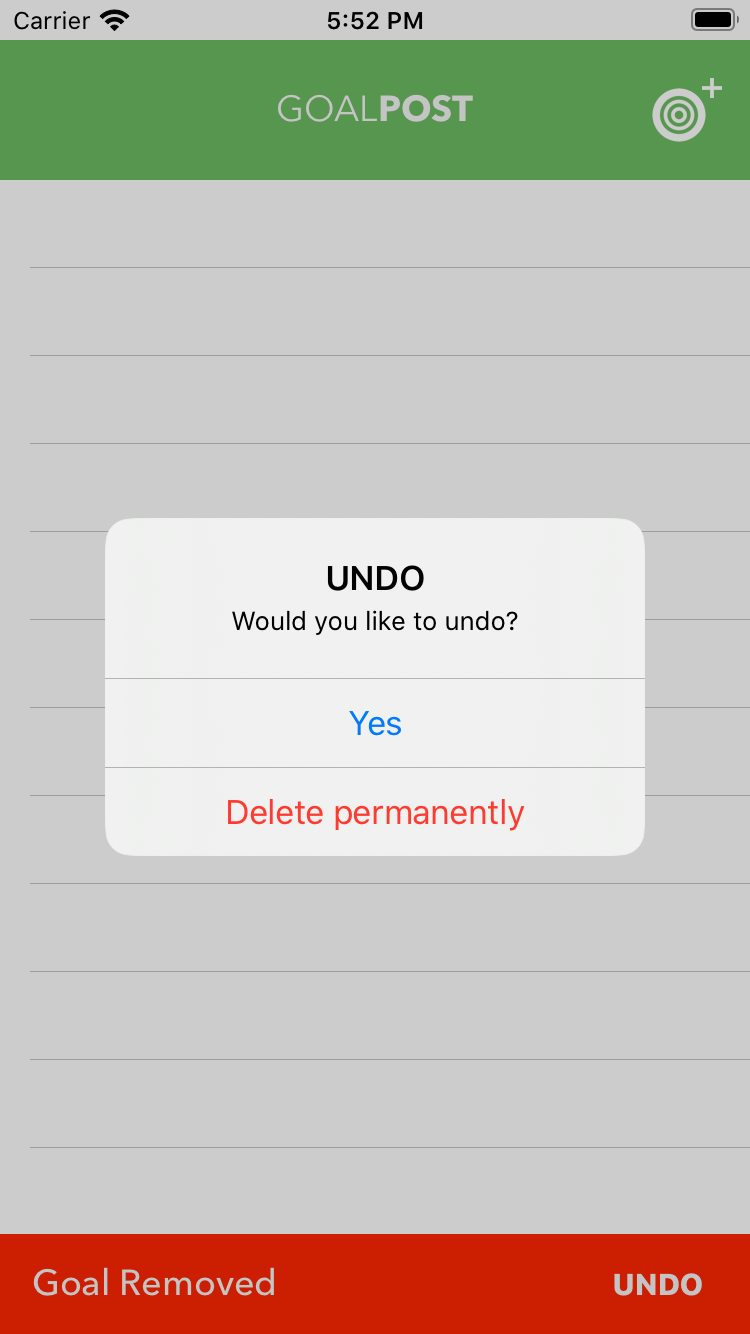 Carrier 5:52 PM
GOALPOST
UNDO
Would you like to undo?
Yes
Delete permanently
Goal Removed UNDO